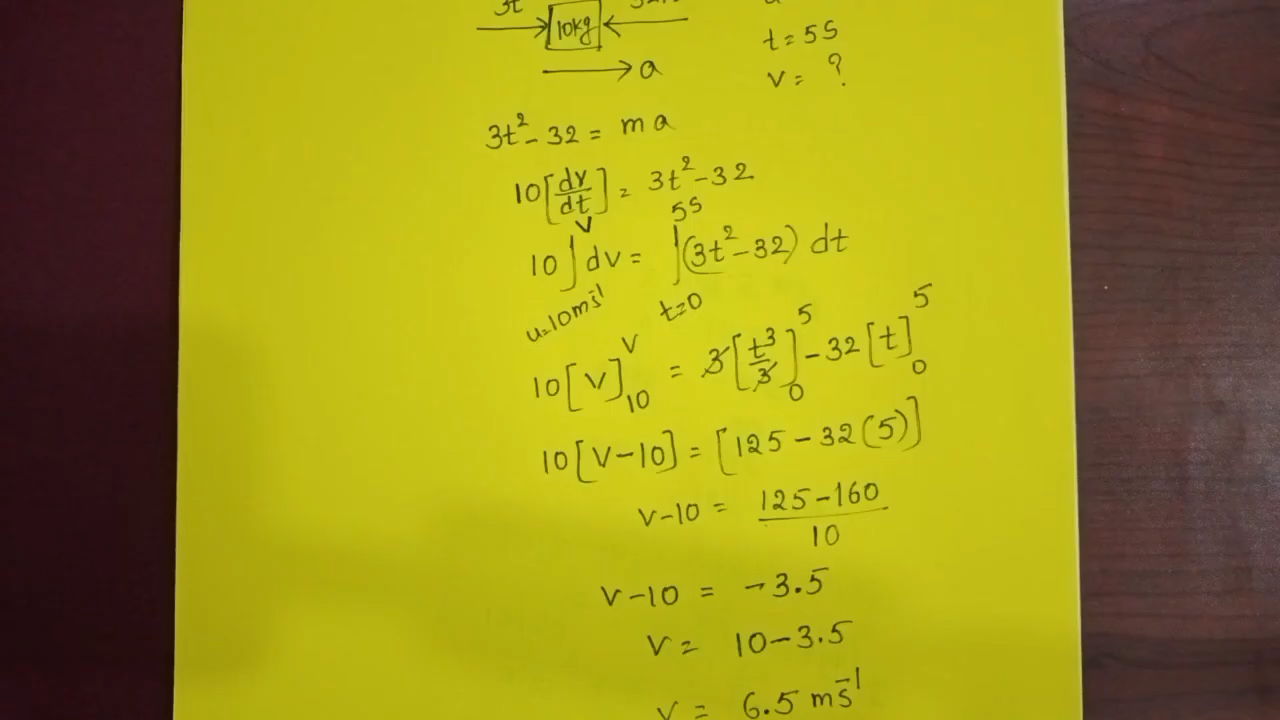 3t 10kg
t = 5S
a
v = ?
3t² - 32 = ma
10[dv/dt] = 3t² - 32
10∫dv = ∫(3t² - 32) dt
V 5S
u=10ms⁻¹ t=0
10[V]₁₀^V = 3[t³/3]₀⁵ - 32[t]₀⁵
10[V-10] = [125 - 32(5)]
V-10 = 125-160/10
V-10 = -3.5
V = 10-3.5
V = 6.5 ms⁻¹